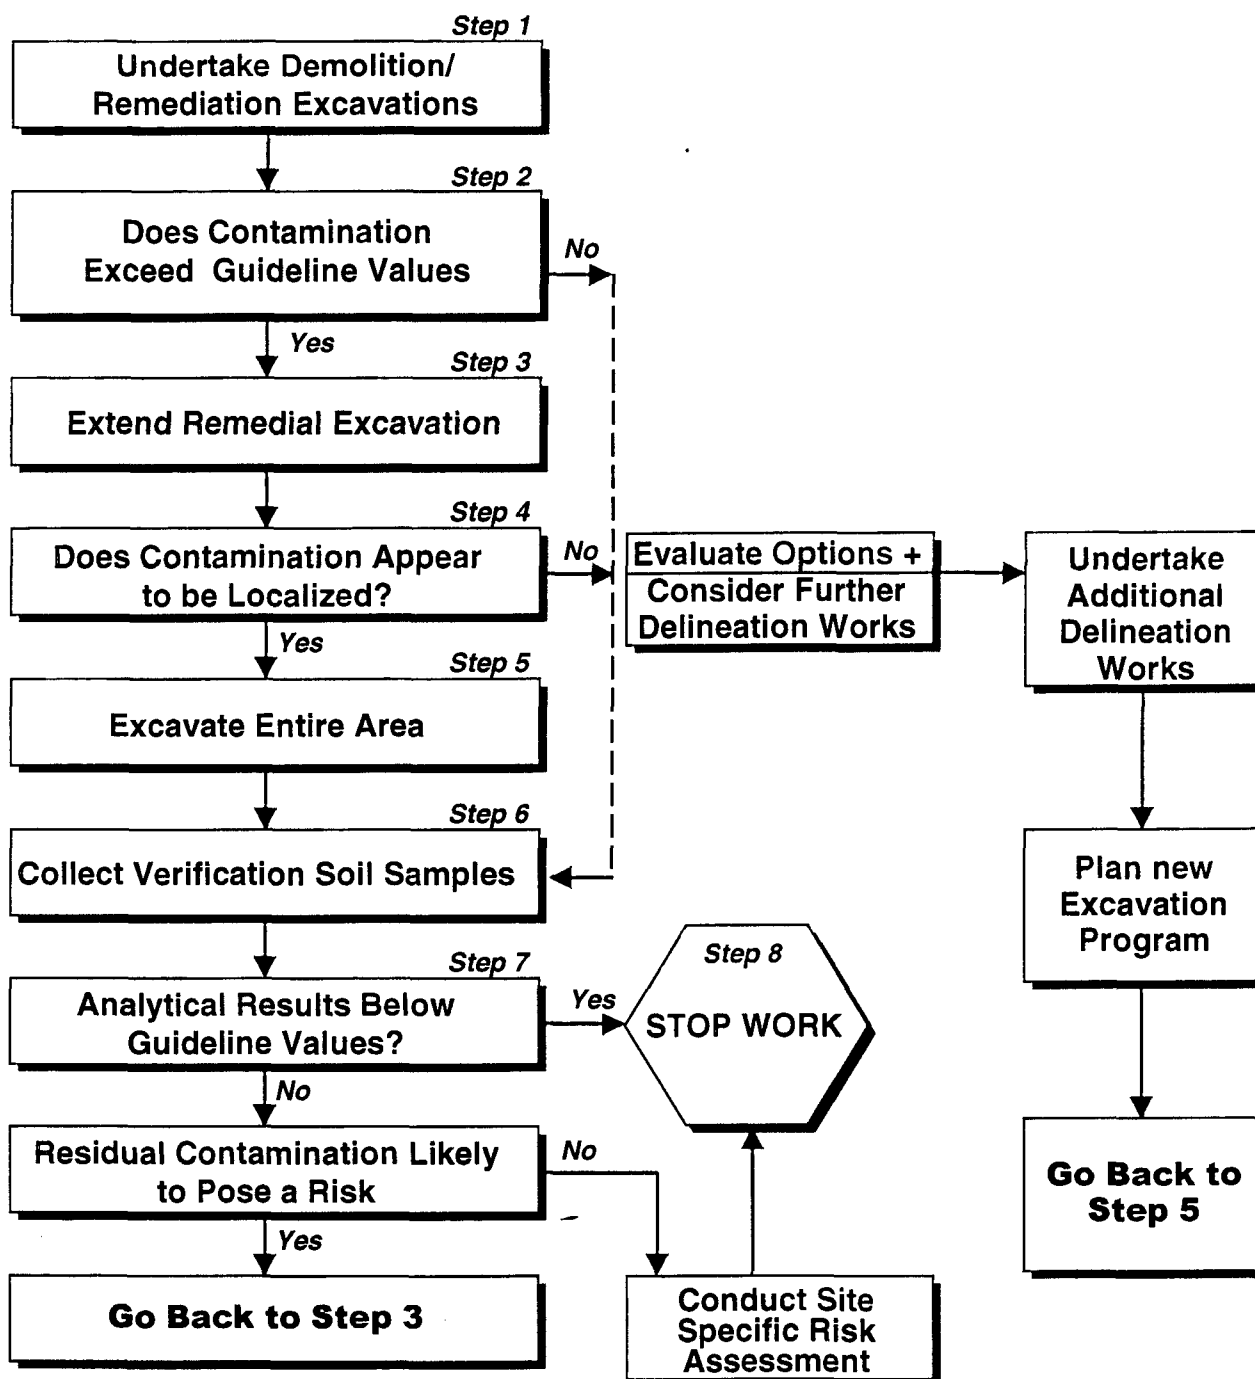 Step 1
Undertake Demolition/
Remediation Excavations
Step 2
Does Contamination
Exceed Guideline Values
No
Yes
Step 3
Extend Remedial Excavation
Step 4
Does Contamination Appear
to be Localized?
No
Yes
Evaluate Options +
Consider Further
Delineation Works
Undertake
Additional
Delineation
Works
Step 5
Excavate Entire Area
Step 6
Collect Verification Soil Samples
Plan new
Excavation
Program
Step 7
Analytical Results Below
Guideline Values?
Yes
No
Step 8
STOP WORK
Residual Contamination Likely
to Pose a Risk
No
Yes
Go Back to
Step 5
Go Back to Step 3
Conduct Site
Specific Risk
Assessment